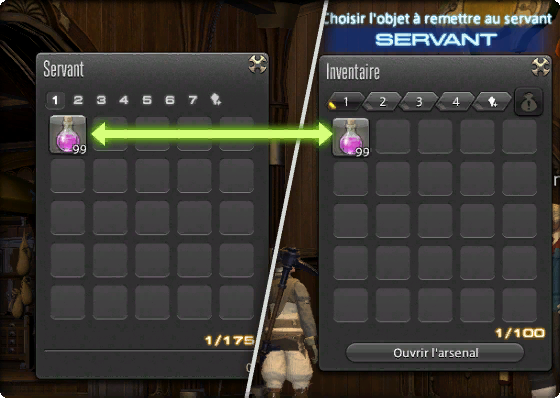 Choisir l'objet à remettre au servant
SERVANT
Servant
1 2 3 4 5 6 7
99
1/175
Inventaire
1 2 3 4
99
1/100
Ouvrir l'arsenal